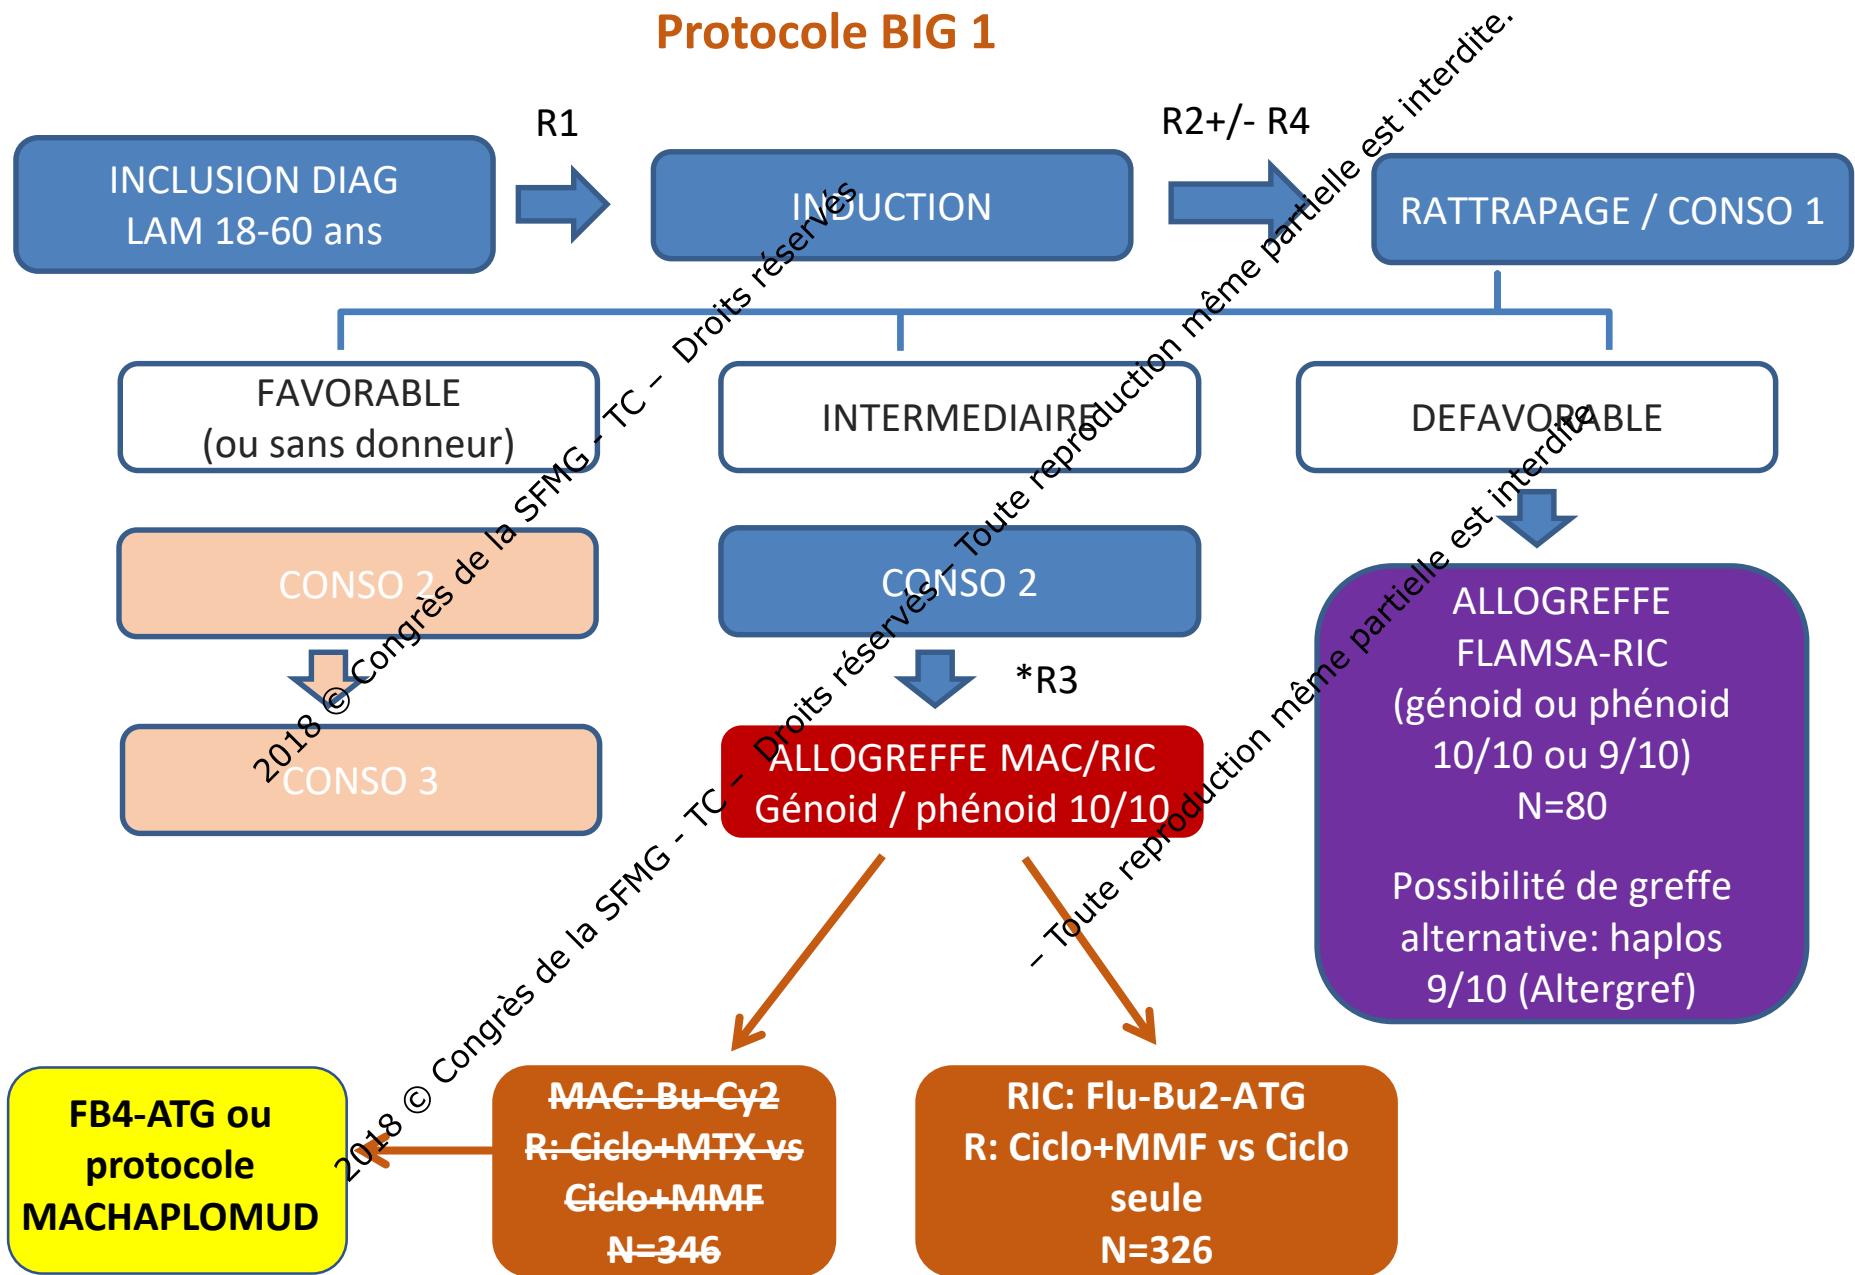 Protocole BIG 1
R1
R2+/- R4
INCLUSION DIAG
LAM 18-60 ans
INDUCTION
RATTRAPAGE / CONSO 1
FAVORABLE
(ou sans donneur)
INTERMEDIAIRE
DEFAVORABLE
CONSO 2
CONSO 2
CONSO 3
*R3
ALLOGREFFE MAC/RIC
Génoid / phénoid 10/10
ALLOGREFFE
FLAMSA-RIC
(génoid ou phénoid
10/10 ou 9/10)
N=80
Possibilité de greffe
alternative: haplos
9/10 (Altergref)
FB4-ATG ou
protocole
MACHAPLOMUD
MAC: Bu-Cy2
R: Ciclo+MTX vs
Ciclo+MMF
N=346
RIC: Flu-Bu2-ATG
R: Ciclo+MMF vs Ciclo
seule
N=326
2018 © Congrès de la SFMG - TC – Droits réservés
2018 © Congrès de la SFMG - TC – Droits réservés – Toute reproduction même partielle est interdite.
– Toute reproduction même partielle est interdite